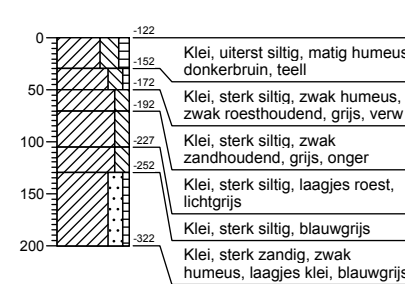 0
50
100
150
200
-122
-152
-172
-192
-227
-252
-322
Klei, uiterst siltig, matig humeus
donkerbruin, teell
Klei, sterk siltig, zwak humeus,
zwak roesthoudend, grijs, verw
Klei, sterk siltig, zwak
zandhoudend, grijs, onger
Klei, sterk siltig, laagjes roest,
lichtgrijs
Klei, sterk siltig, blauwgrijs
Klei, sterk zandig, zwak
humeus, laagjes klei, blauwgrijs